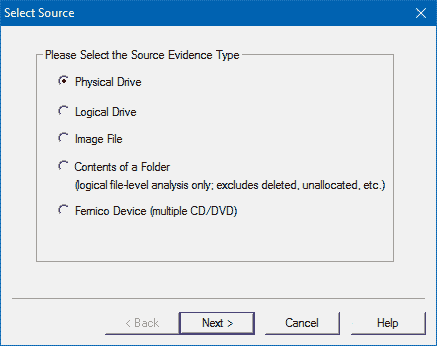 Select Source
Please Select the Source Evidence Type
Physical Drive
Logical Drive
Image File
Contents of a Folder
(logical file-level analysis only; excludes deleted, unallocated, etc.)
Fernico Device (multiple CD/DVD)
< Back Next > Cancel Help